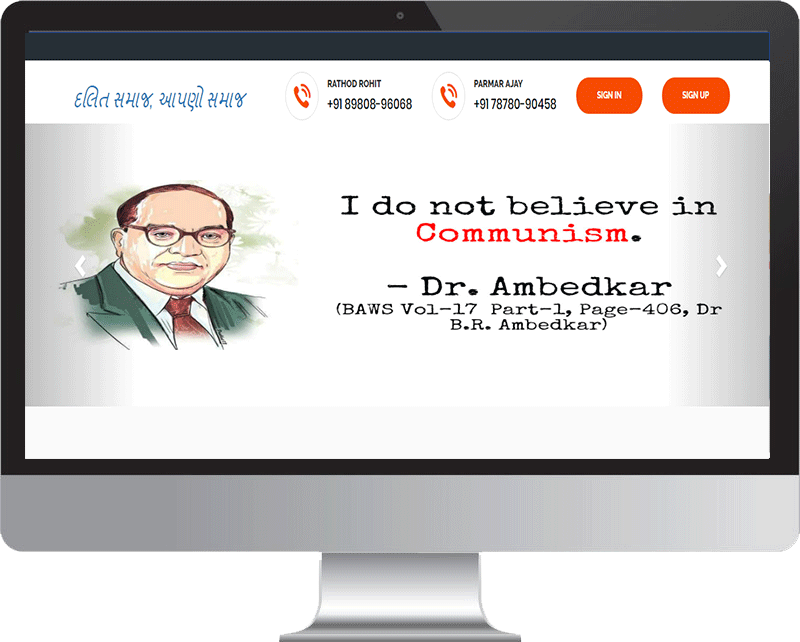 દલિત સમાજ, આપણો સમાજ
RATHOD ROHIT
+91 89808-96068
PARMAR AJAY
+91 78780-90458
SIGN IN
SIGN UP
I do not believe in
Communism.
— Dr. Ambedkar
(BAWS Vol-17 Part-1, Page-406, Dr
B.R. Ambedkar)